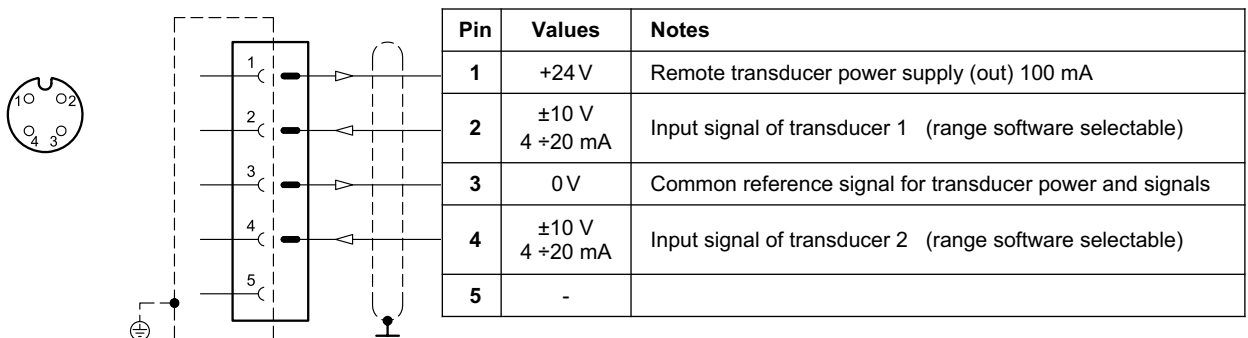 1 2
4 3
1
2
3
4
5
Pin Values Notes
1 +24 V Remote transducer power supply (out) 100 mA
2 ±10 V
4 ÷20 mA Input signal of transducer 1 (range software selectable)
3 0 V Common reference signal for transducer power and signals
4 ±10 V
4 ÷20 mA Input signal of transducer 2 (range software selectable)
5 -